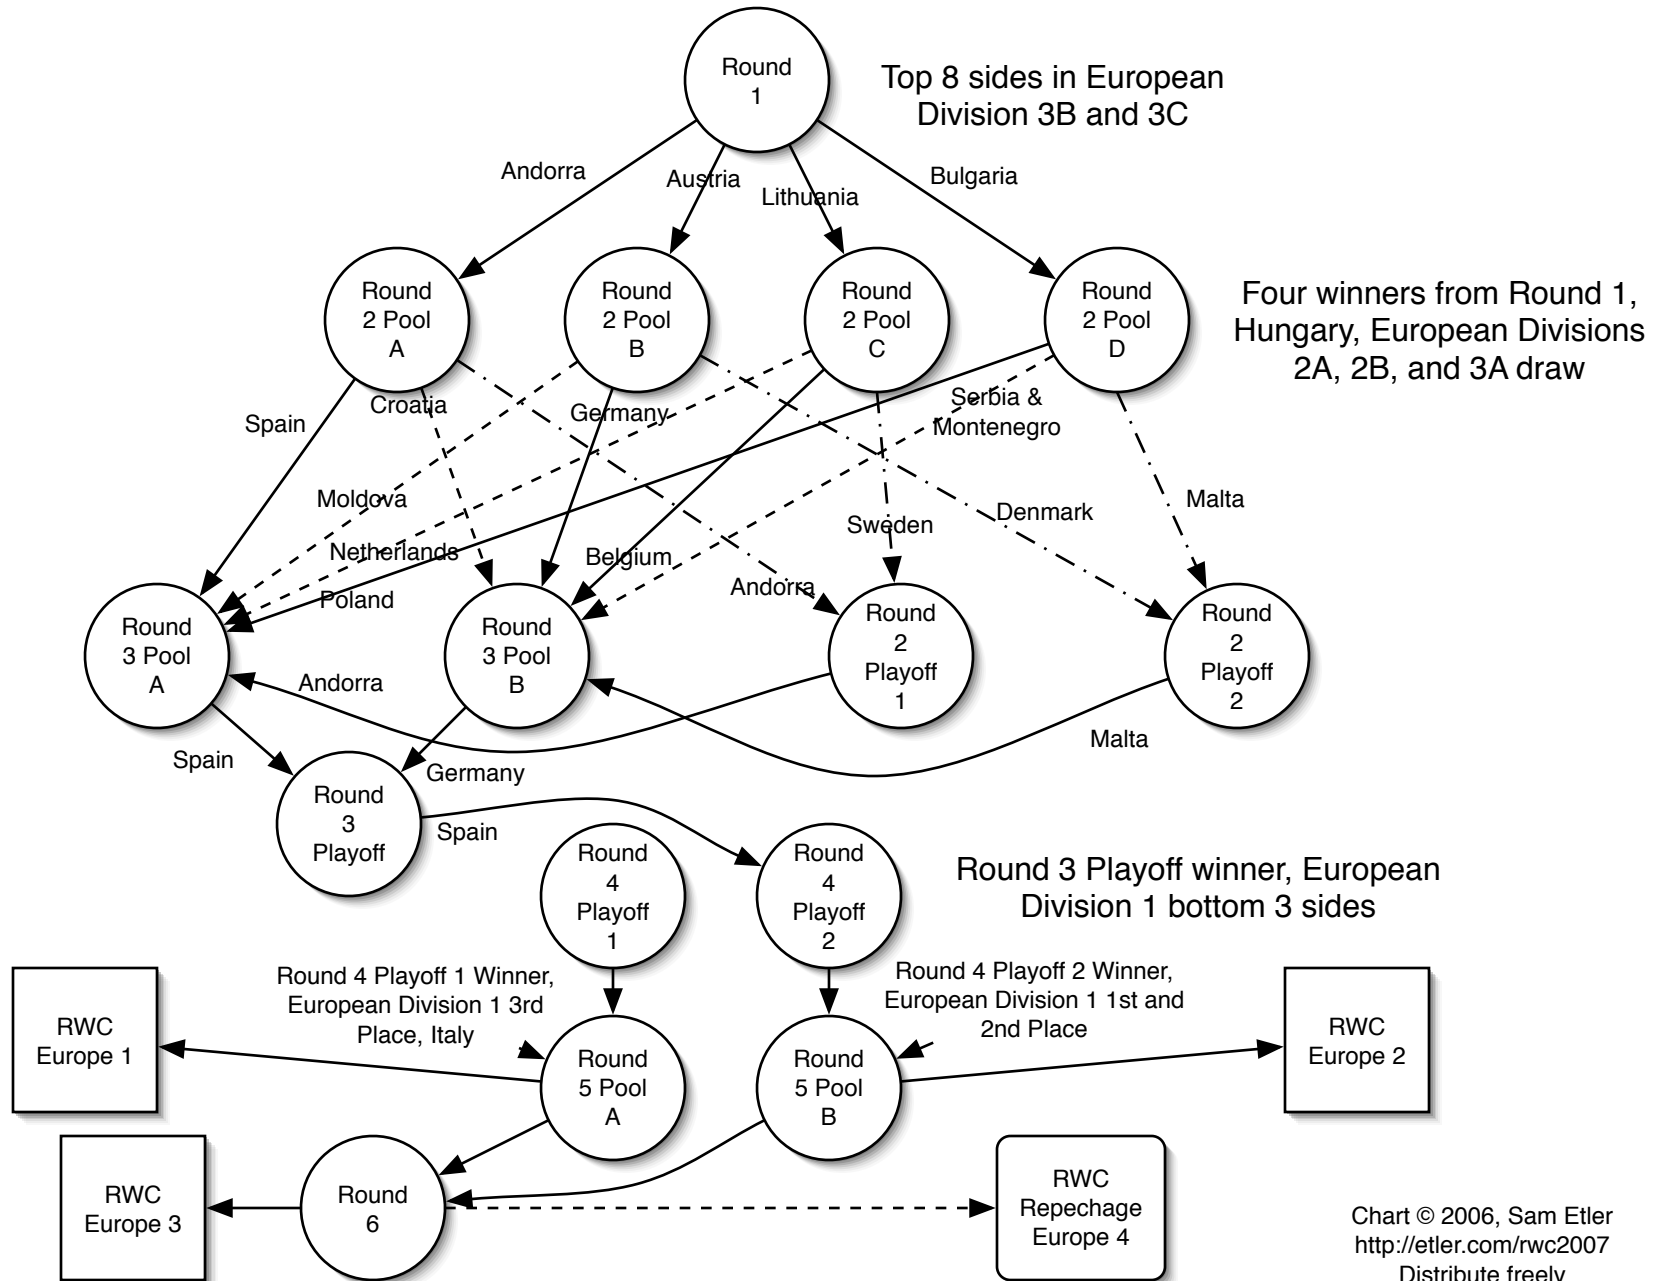 Round
1
Top 8 sides in European
Division 3B and 3C
Andorra
Austria
Lithuania
Bulgaria
Round
2 Pool
A
Round
2 Pool
B
Round
2 Pool
C
Round
2 Pool
D
Four winners from Round 1,
Hungary, European Divisions
2A, 2B, and 3A draw
Spain
Croatia
Germany
Serbia &
Montenegro
Moldova
Netherlands
Poland
Belgium
Andorra
Sweden
Denmark
Malta
Round
3 Pool
A
Round
3 Pool
B
Round
2
Playoff
1
Round
2
Playoff
2
Andorra
Malta
Spain
Germany
Round
3
Playoff
Spain
Round
4
Playoff
1
Round
4
Playoff
2
Round 3 Playoff winner, European
Division 1 bottom 3 sides
Round 4 Playoff 1 Winner,
European Division 1 3rd
Place, Italy
Round 4 Playoff 2 Winner,
European Division 1 1st and
2nd Place
RWC
Europe 1
Round
5 Pool
A
Round
5 Pool
B
RWC
Europe 2
RWC
Europe 3
Round
6
RWC
Repechage
Europe 4
Chart © 2006, Sam Etler
http://etler.com/rwc2007
Distribute freely